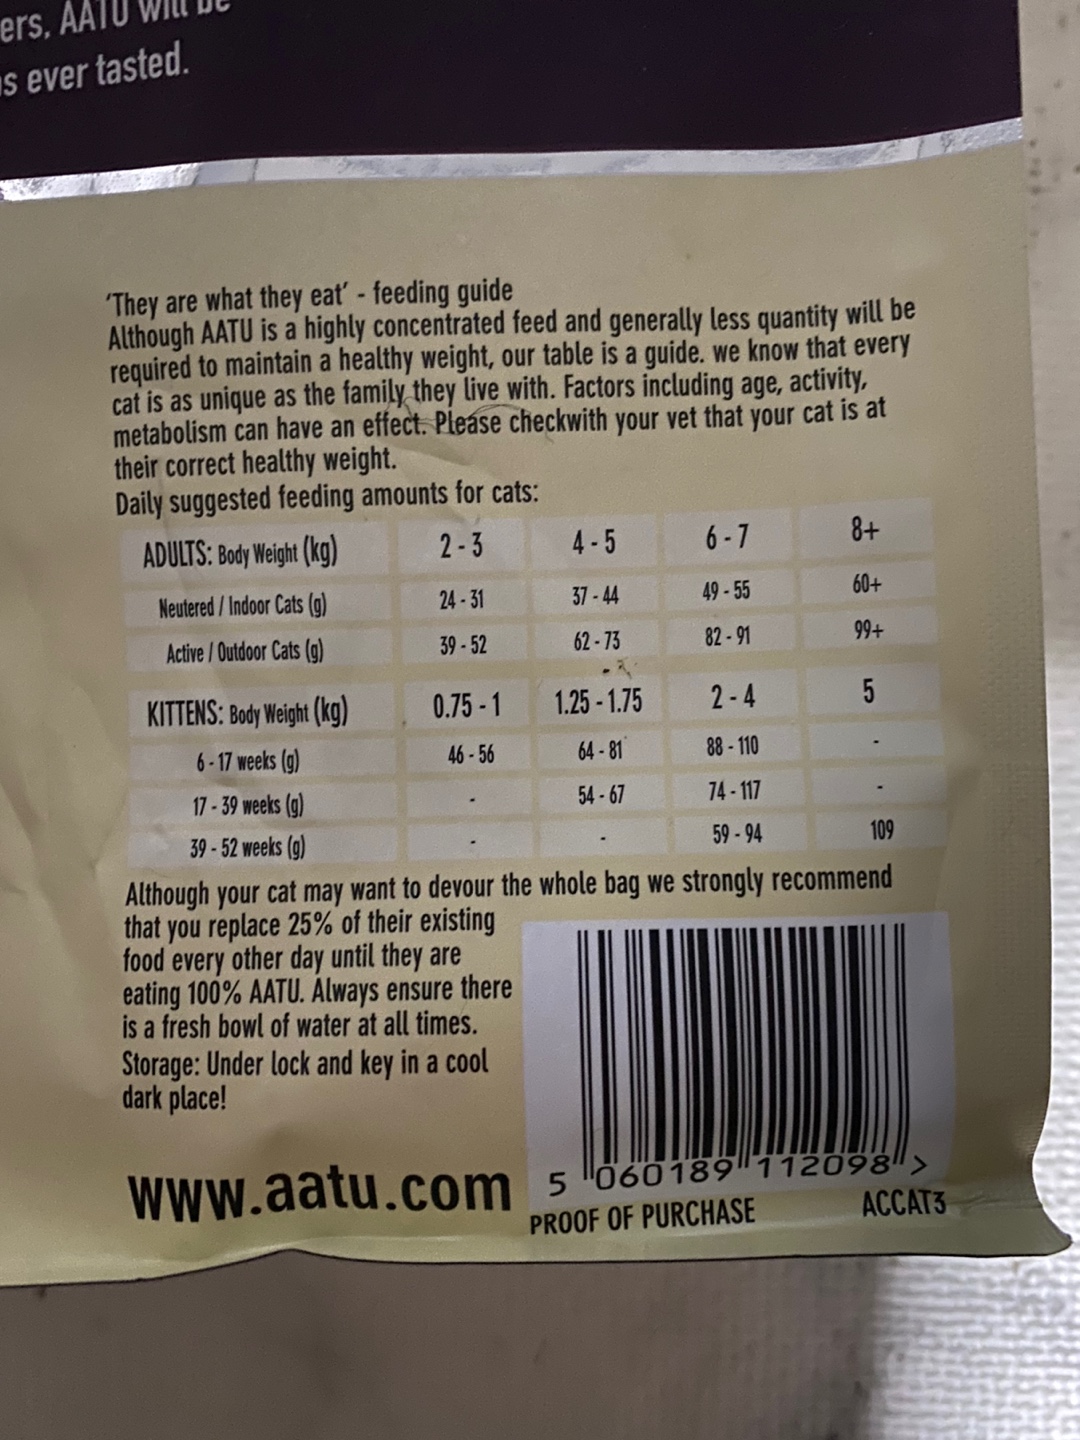 ers, AATU will be
s ever tasted.
'They are what they eat' - feeding guide
Although AATU is a highly concentrated feed and generally less quantity will be
required to maintain a healthy weight, our table is a guide. we know that every
cat is as unique as the family they live with. Factors including age, activity,
metabolism can have an effect. Please checkwith your vet that your cat is at
their correct healthy weight.
Daily suggested feeding amounts for cats:
ADULTS: Body Weight (kg) 2 - 3 4 - 5 6 - 7 8+
Neutered / Indoor Cats (g) 24 - 31 37 - 44 49 - 55 60+
Active / Outdoor Cats (g) 39 - 52 62 - 73 82 - 91 99+
KITTENS: Body Weight (kg) 0.75 - 1 1.25 - 1.75 2 - 4 5
6 - 17 weeks (g) 46 - 56 64 - 81 88 - 110 -
17 - 39 weeks (g) - 54 - 67 74 - 117 -
39 - 52 weeks (g) - - 59 - 94 109
Although your cat may want to devour the whole bag we strongly recommend
that you replace 25% of their existing
food every other day until they are
eating 100% AATU. Always ensure there
is a fresh bowl of water at all times.
Storage: Under lock and key in a cool
dark place!
www.aatu.com
5 060189 112098 >
PROOF OF PURCHASE ACCAT3